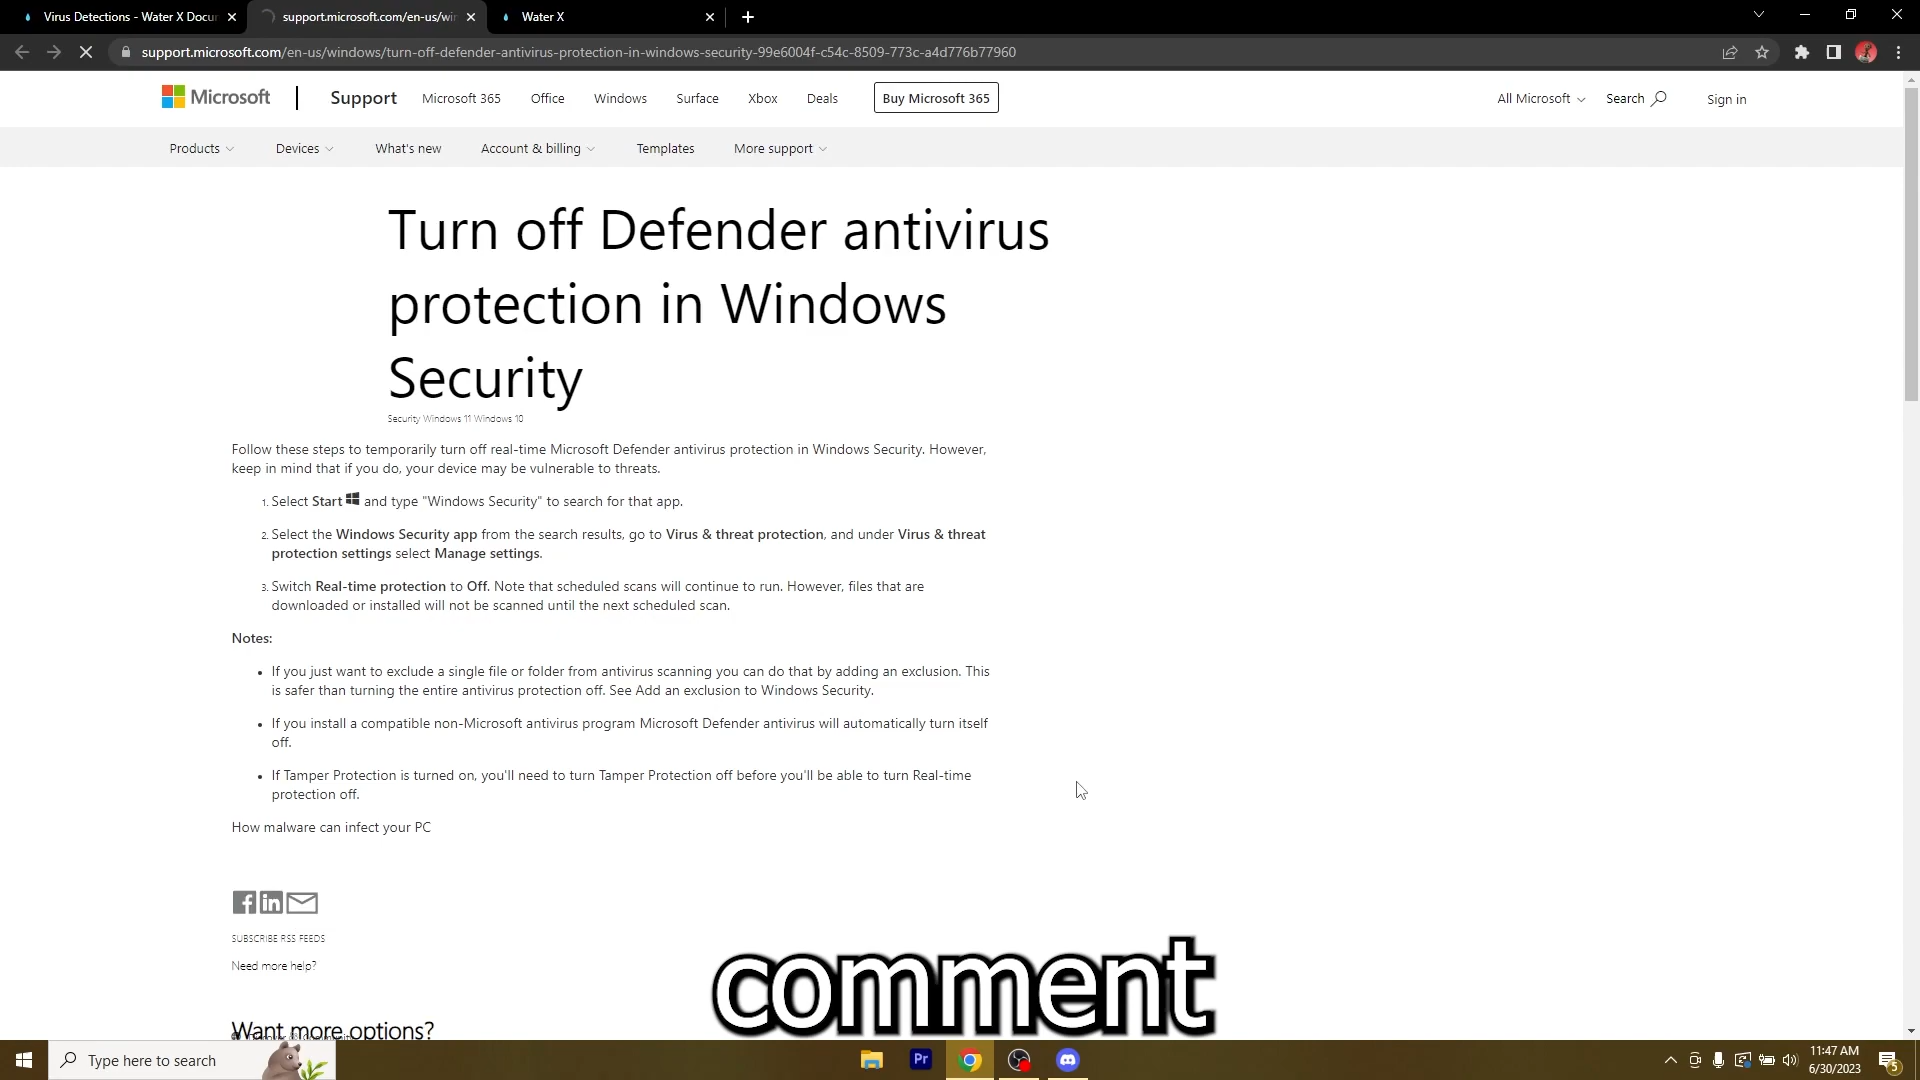 Virus Detections - Water X Docu
support.microsoft.com/en-us/wi
Water X
support.microsoft.com/en-us/windows/turn-off-defender-antivirus-protection-in-windows-security-99e6004f-c54c-8509-773c-a4d776b77960
Microsoft
Support
Microsoft 365
Office
Windows
Surface
Xbox
Deals
Buy Microsoft 365
All Microsoft
Search
Sign in
Products
Devices
What's new
Account & billing
Templates
More support
Turn off Defender antivirus
protection in Windows
Security
Security Windows 11 Windows 10
Follow these steps to temporarily turn off real-time Microsoft Defender antivirus protection in Windows Security. However,
keep in mind that if you do, your device may be vulnerable to threats.
1. Select Start and type "Windows Security" to search for that app.
2. Select the Windows Security app from the search results, go to Virus & threat protection, and under Virus & threat
protection settings select Manage settings.
3. Switch Real-time protection to Off. Note that scheduled scans will continue to run. However, files that are
downloaded or installed will not be scanned until the next scheduled scan.
Notes:
• If you just want to exclude a single file or folder from antivirus scanning you can do that by adding an exclusion. This
is safer than turning the entire antivirus protection off. See Add an exclusion to Windows Security.
• If you install a compatible non-Microsoft antivirus program Microsoft Defender antivirus will automatically turn itself
off.
• If Tamper Protection is turned on, you'll need to turn Tamper Protection off before you'll be able to turn Real-time
protection off.
How malware can infect your PC
SUBSCRIBE RSS FEEDS
Need more help?
comment
Want more options?
Type here to search
Pr
11:47 AM
6/30/2023
5